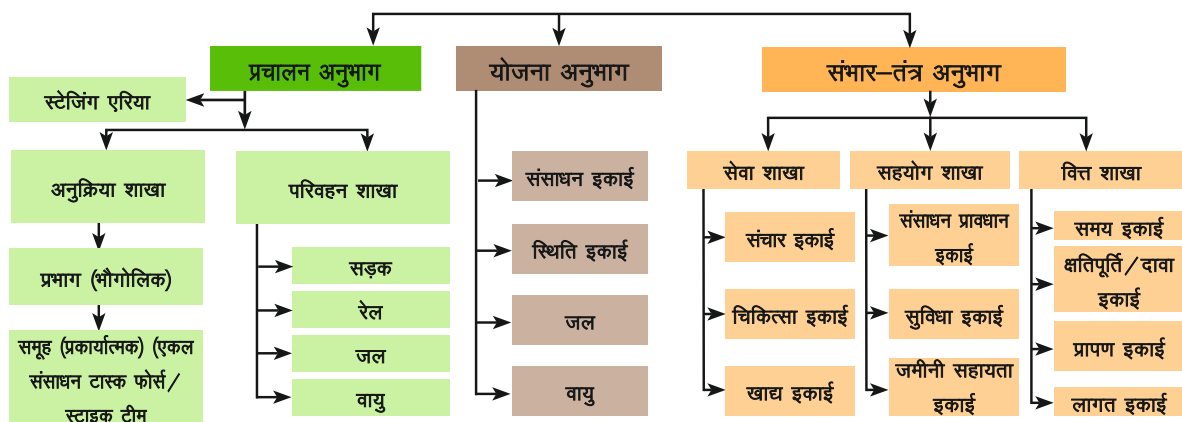 प्रचालन अनुभाग
योजना अनुभाग
संभार–तंत्र अनुभाग
स्टेजिंग एरिया
अनुक्रिया शाखा
परिवहन शाखा
प्रभाग (भौगोलिक)
समूह (प्रकार्यात्मक) (एकल
संसाधन टास्क फोर्स/
स्टाइक टीम
सड़क
रेल
जल
वायु
संसाधन इकाई
स्थिति इकाई
जल
वायु
सेवा शाखा
सहयोग शाखा
वित्त शाखा
संचार इकाई
चिकित्सा इकाई
खाद्य इकाई
संसाधन प्रावधान
इकाई
सुविधा इकाई
जमीनी सहायता
इकाई
समय इकाई
क्षतिपूर्ति/दावा
इकाई
प्रापण इकाई
लागत इकाई